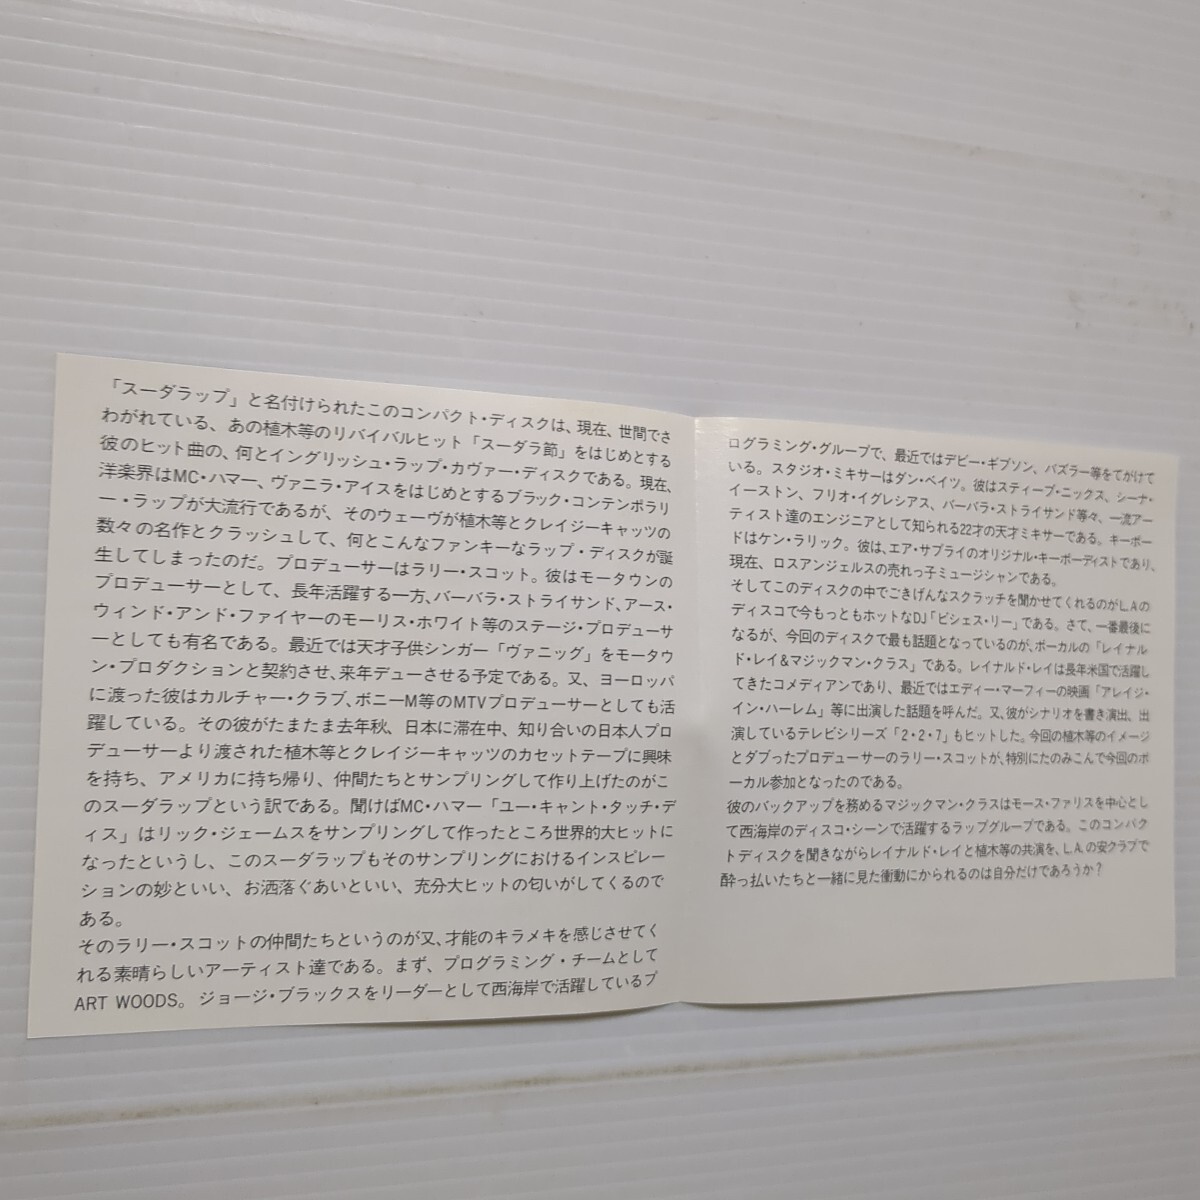 「スーダラップ」と名付けられたこのコンパクト・ディスクは、現在、世間でさ
わがれている、あの植木等のリバイバルヒット「スーダラ節」をはじめとする
彼のヒット曲の、何とイングリッシュ・ラップ・カヴァー・ディスクである。現在、
洋楽界はMC・ハマー、ヴァニラ・アイスをはじめとするブラック・コンテンポラリ
ー・ラップが大流行であるが、そのウェーヴが植木等とクレイジーキャッツの
数々の名作とクラッシュして、何とこんなファンキーなラップ・ディスクが誕
生してしまったのだ。プロデューサーはラリー・スコット。彼はモータウンの
プロデューサーとして、長年活躍する一方、バーバラ・ストライサンド、アース・
ウィンド・アンド・ファイヤーのモーリス・ホワイト等のステージ・プロデューサ
ーとしても有名である。最近では天才子供シンガー「ヴァニッグ」をモータウ
ン・プロダクションと契約させ、来年デューさせる予定である。又、ヨーロッパ
に渡った彼はカルチャー・クラブ、ボニーM等のMTVプロデューサーとしても活
躍している。その彼がたまたま去年秋、日本に滞在中、知り合いの日本人プロ
デューサーより渡された植木等とクレイジーキャッツのカセットテープに興味
を持ち、アメリカに持ち帰り、仲間たちとサンプリングして作り上げたのがこ
のスーダラップという訳である。聞けばMC・ハマー「ユー・キャント・タッチ・デ
ィス」はリック・ジェームスをサンプリングして作ったところ世界的大ヒットに
なったというし、このスーダラップもそのサンプリングにおけるインスピレー
ションの妙といい、お洒落ぐあいといい、充分大ヒットの匂いがしてくるので
ある。
そのラリー・スコットの仲間たちというのが又、才能のキラメキを感じさせてく
れる素晴らしいアーティスト達である。まず、プログラミング・チームとして
ART WOODS。ジョージ・ブラックスをリーダーとして西海岸で活躍しているプ
ログラミング・グループで、最近ではデビー・ギブソン、バズラー等をてがけて
いる。スタジオ・ミキサーはダン・ベイツ。彼はスティーブ・ニックス、シーナ・
イーストン、フリオ・イグレシアス、バーバラ・ストライサンド等々、一流アー
ティスト達のエンジニアとして知られる22才の天才ミキサーである。キーボー
ドはケン・ラリック。彼は、エア・サプライのオリジナル・キーボーディストであり、
現在、ロスアンジェルスの売れっ子ミュージシャンである。
そしてこのディスクの中でごきげんなスクラッチを聞かせてくれるのがL.A.の
ディスコで今もっともホットなDJ「ビシェス・リー」である。さて、一番最後に
なるが、今回のディスクで最も話題となっているのが、ボーカルの「レイナル
ド・レイ&マジックマン・クラス」である。レイナルド・レイは長年米国で活躍し
てきたコメディアンであり、最近ではエディー・マーフィーの映画「アレイジ・
イン・ハーレム」等に出演した話題を呼んだ。又、彼がシナリオを書き演出、出
演しているテレビシリーズ「2・2・7」もヒットした。今回の植木等のイメージ
とダブったプロデューサーのラリー・スコットが、特別にたのみこんで今回のボ
ーカル参加となったのである。
彼のバックアップを務めるマジックマン・クラスはモース・ファリスを中心とし
て西海岸のディスコ・シーンで活躍するラップグループである。このコンパク
トディスクを聞きながらレイナルド・レイと植木等の共演を、L.A.の安クラブで
酔っ払いたちと一緒に見た衝動にかられるのは自分だけであろうか?